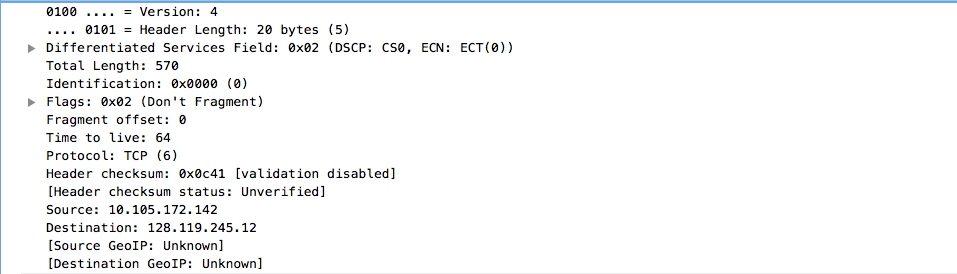 0100 .... = Version: 4
.... 0101 = Header Length: 20 bytes (5)
Differentiated Services Field: 0x02 (DSCP: CS0, ECN: ECT(0))
Total Length: 570
Identification: 0x0000 (0)
Flags: 0x02 (Don't Fragment)
Fragment offset: 0
Time to live: 64
Protocol: TCP (6)
Header checksum: 0x0c41 [validation disabled]
[Header checksum status: Unverified]
Source: 10.105.172.142
Destination: 128.119.245.12
[Source GeoIP: Unknown]
[Destination GeoIP: Unknown]